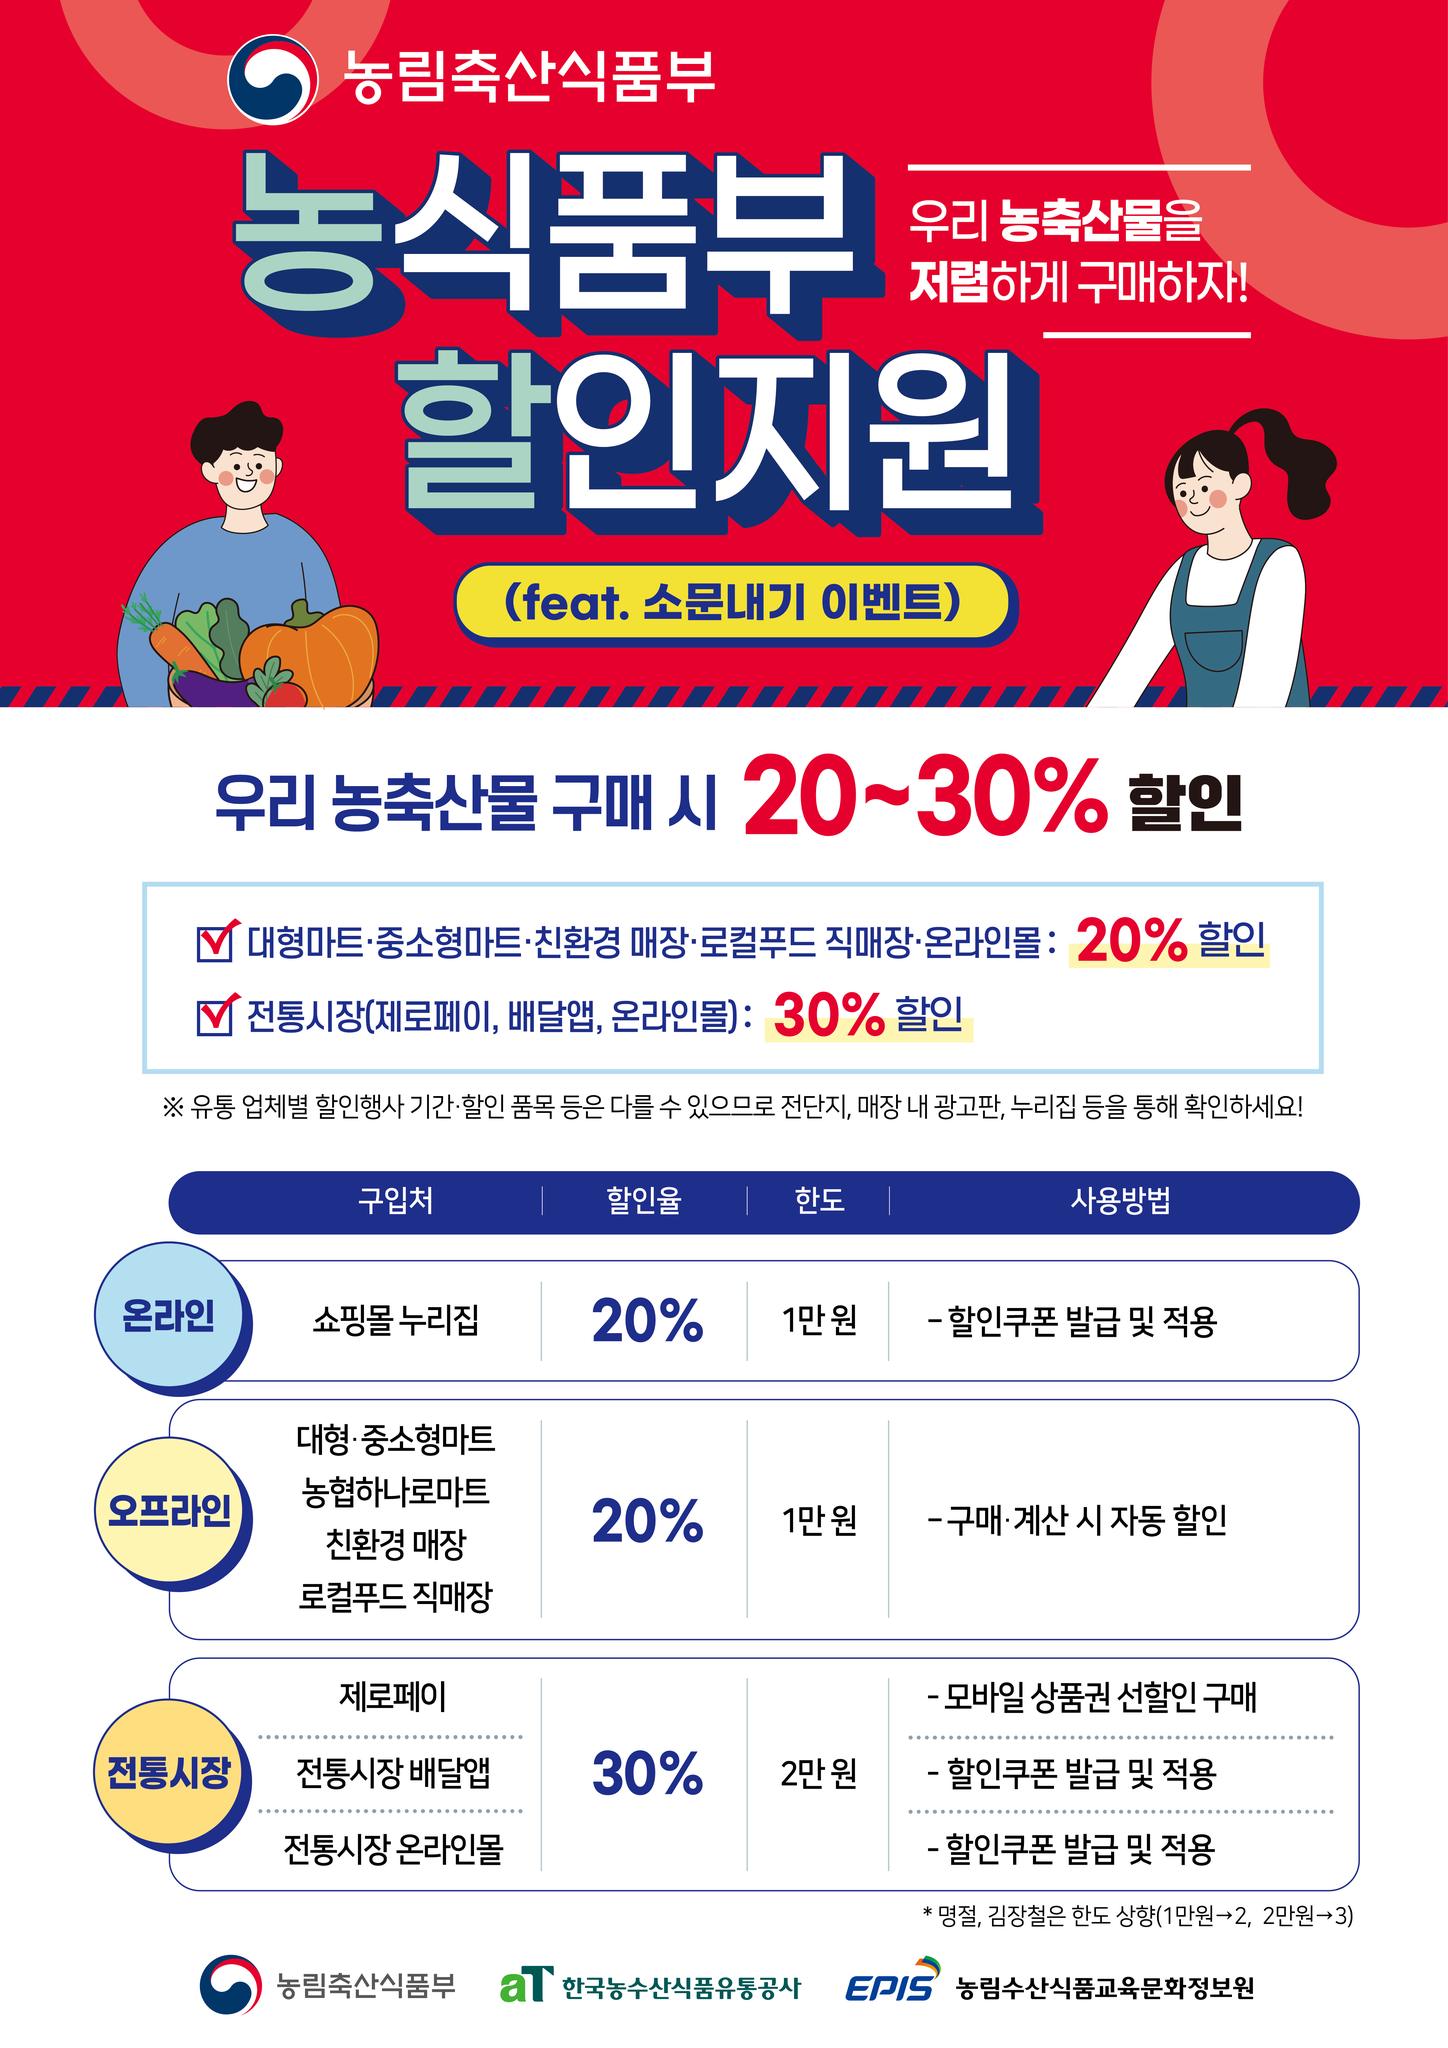 농림축산식품부
농식품부
할인지원
우리 농축산물을
저렴하게 구매하자!
(feat. 소문내기 이벤트)
우리 농축산물 구매 시 20~30% 할인
대형마트·중소형마트·친환경 매장·로컬푸드 직매장·온라인몰: 20% 할인
전통시장(제로페이, 배달앱, 온라인몰): 30% 할인
※ 유통 업체별 할인행사 기간·할인 품목 등은 다를 수 있으므로 전단지, 매장 내 광고판, 누리집 등을 통해 확인하세요!
구입처 할인율 한도 사용방법
온라인 쇼핑몰 누리집 20% 1만 원 - 할인쿠폰 발급 및 적용
대형·중소형마트
농협하나로마트
오프라인 20% 1만 원 - 구매·계산 시 자동 할인
친환경 매장
로컬푸드 직매장
제로페이 - 모바일 상품권 선할인 구매
전통시장 전통시장 배달앱 30% 2만 원 - 할인쿠폰 발급 및 적용
전통시장 온라인몰 - 할인쿠폰 발급 및 적용
* 명절, 김장철은 한도 상향(1만원→2, 2만원→3)
농림축산식품부 aT 한국농수산식품유통공사 EPIS 농림수산식품교육문화정보원